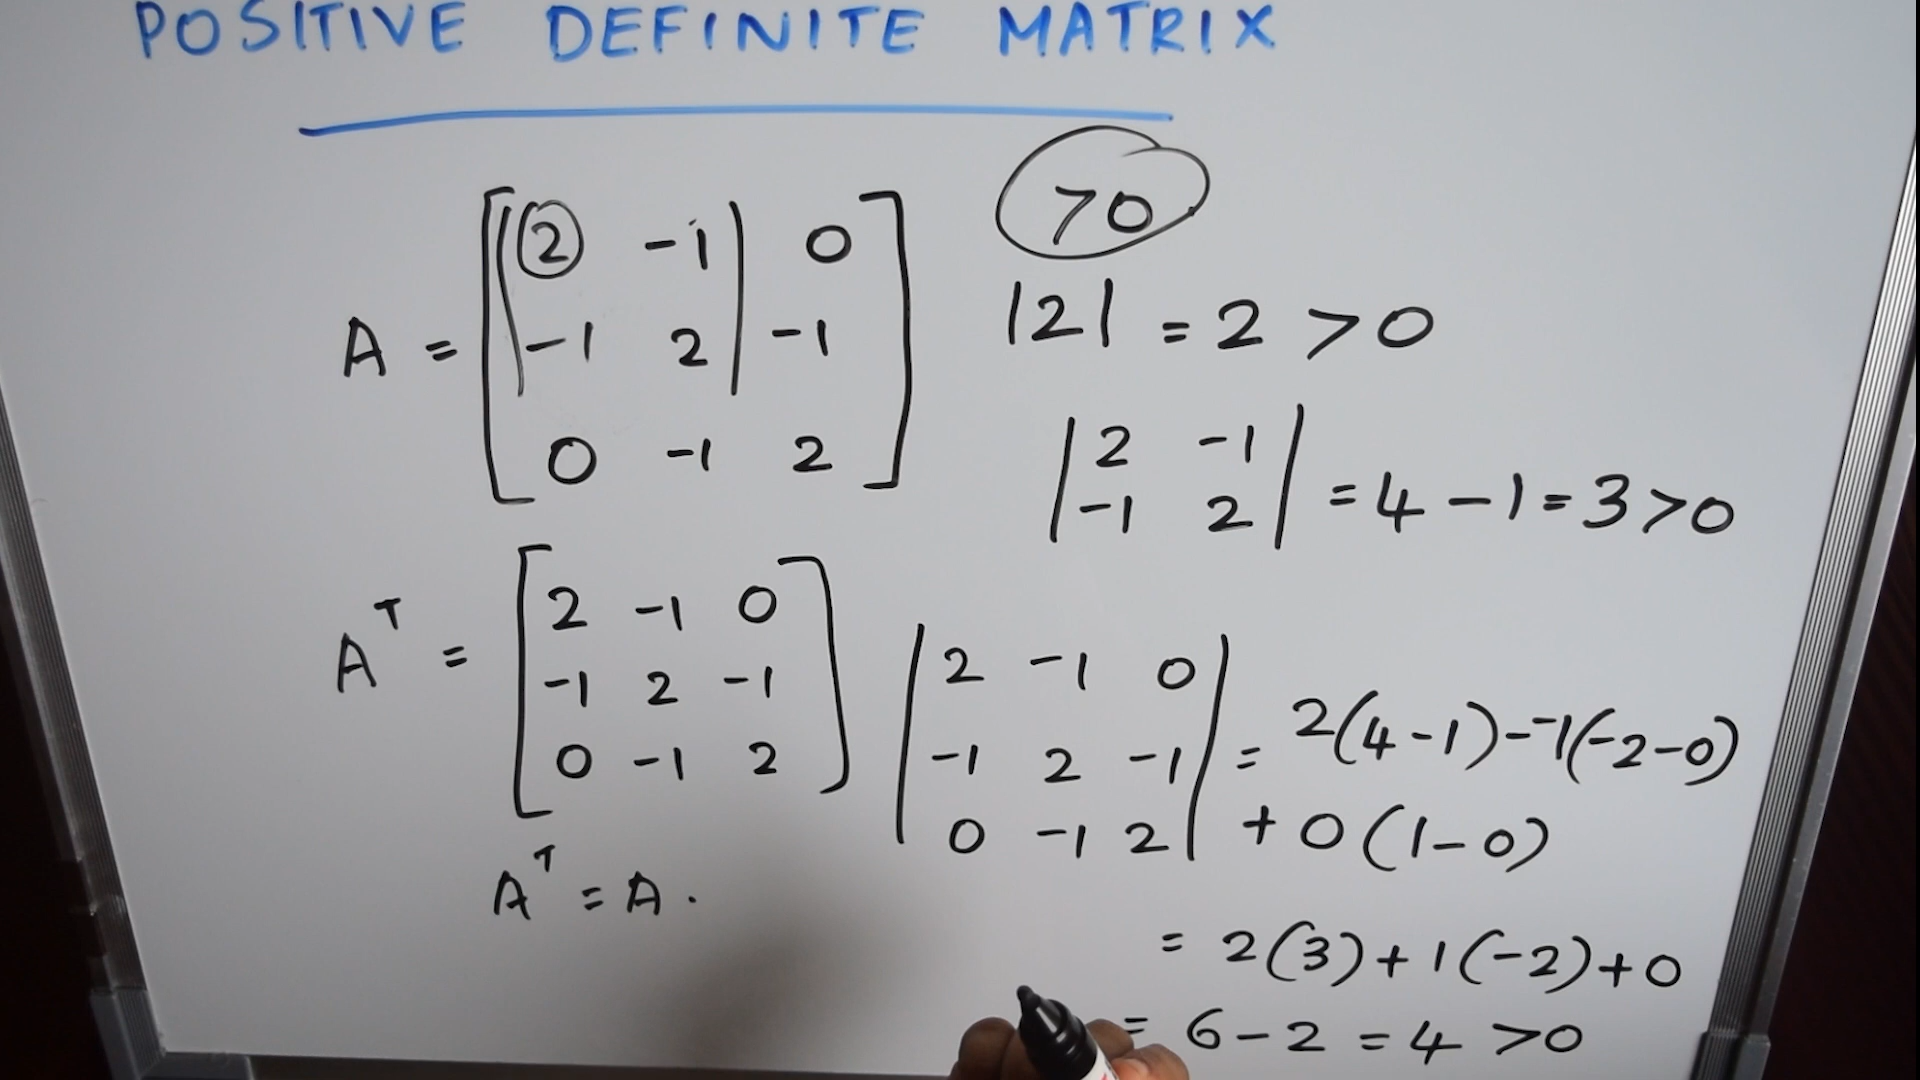 POSITIVE DEFINITE MATRIX
A = [ 2 -1 0
-1 2 -1
0 -1 2 ]
>0
|2| = 2 >0
| 2 -1
-1 2 | = 4 - 1 = 3 >0
Aᵀ = [ 2 -1 0
-1 2 -1
0 -1 2 ]
Aᵀ = A .
| 2 -1 0
-1 2 -1
0 -1 2 | = 2(4-1)--1(-2-0)
+ 0 (1-0)
= 2(3)+1(-2)+0
= 6-2 = 4 >0